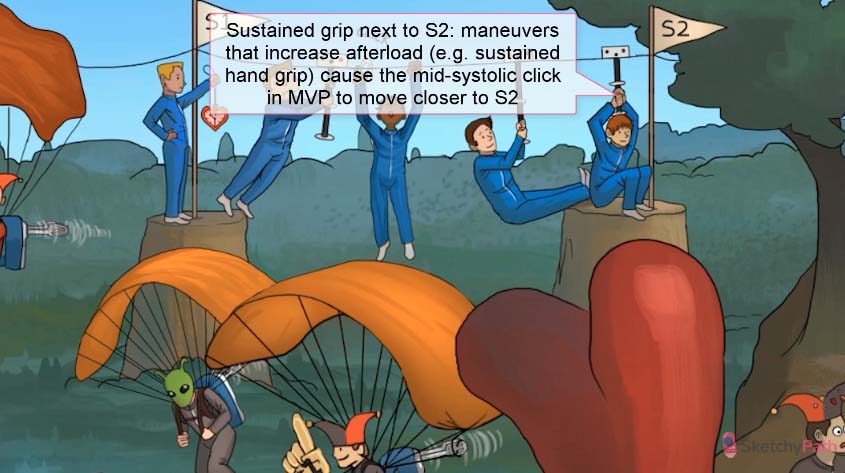 S1
Sustained grip next to S2: maneuvers
that increase afterload (e.g. sustained
hand grip) cause the mid-systolic click
in MVP to move closer to S2
S2
SketchyPath